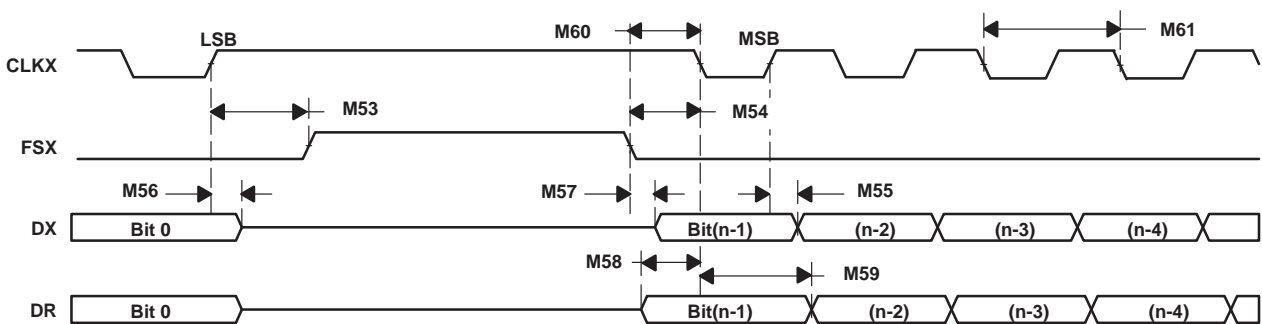 LSB
M60
MSB
M61
CLKX
M53
M54
FSX
M56
M57
M55
DX
Bit 0
Bit(n-1)
(n-2)
(n-3)
(n-4)
M58
M59
DR
Bit 0
Bit(n-1)
(n-2)
(n-3)
(n-4)